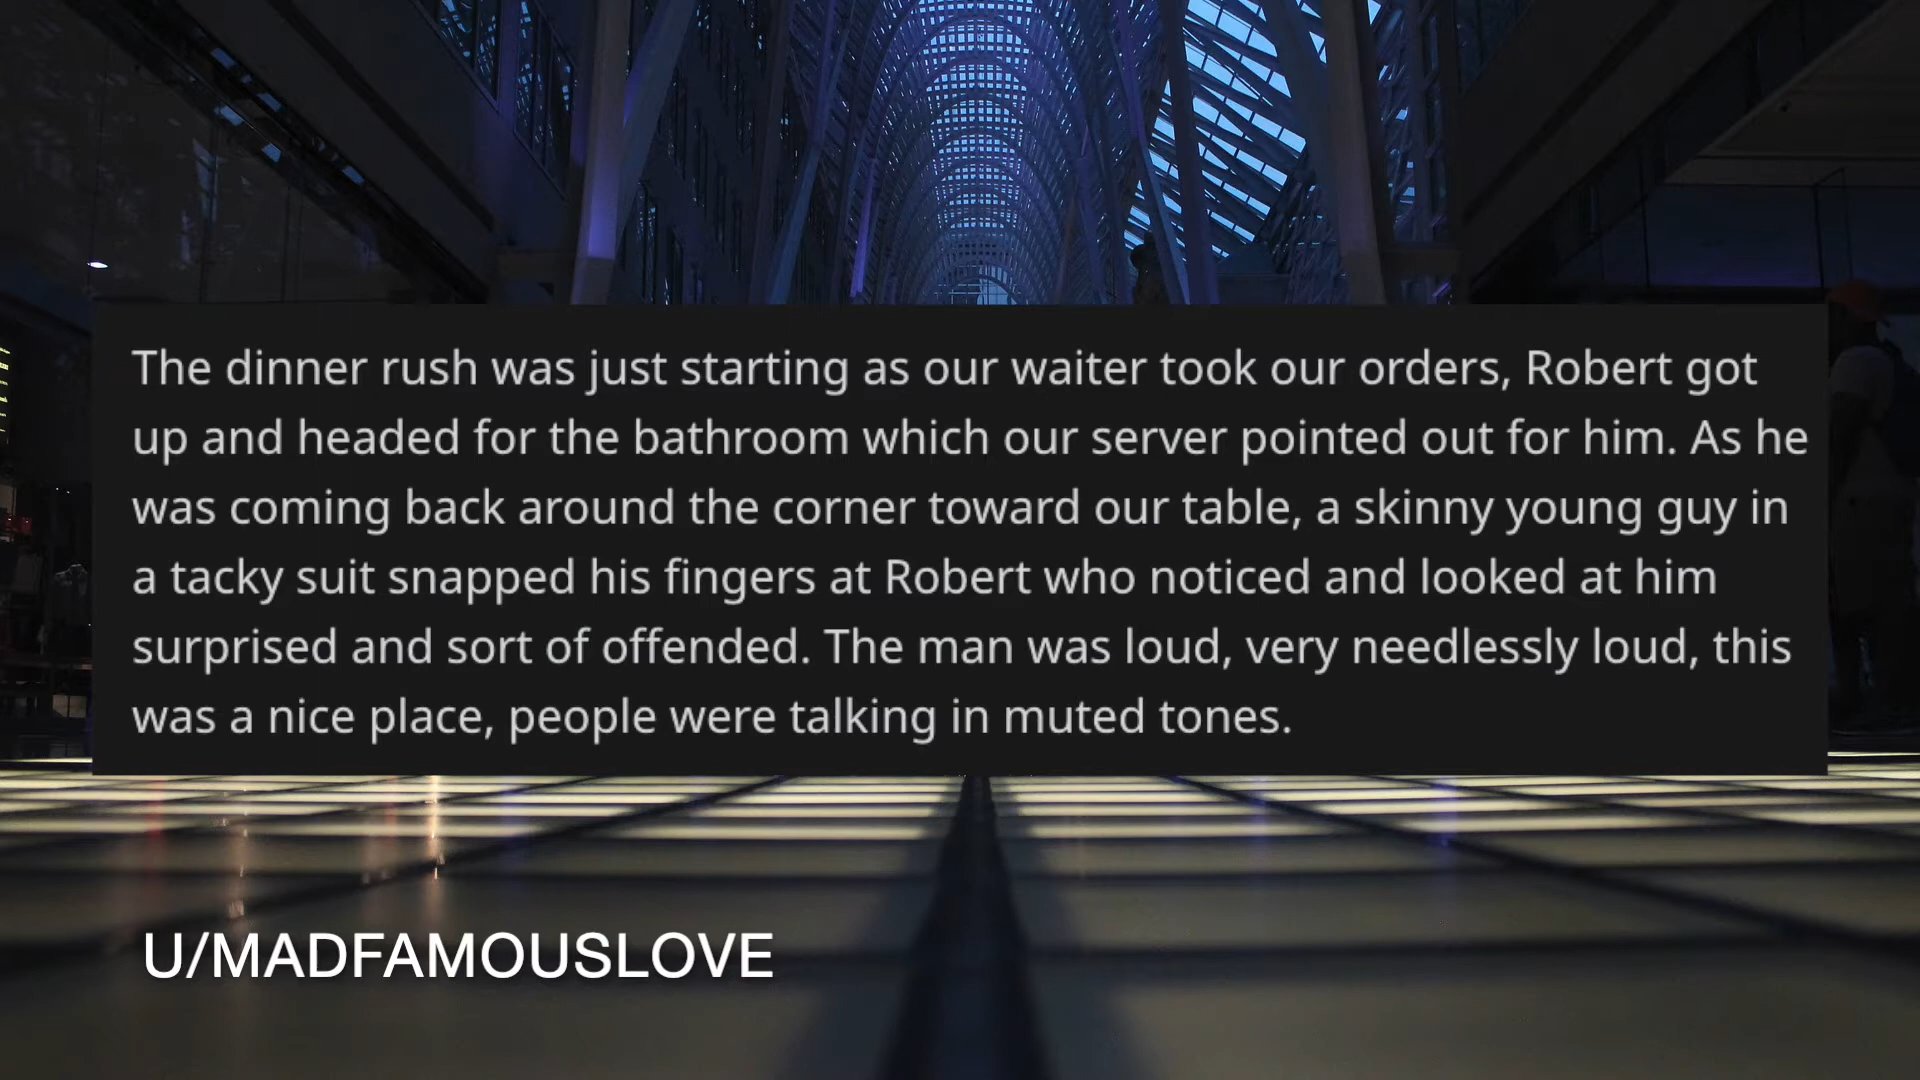 The dinner rush was just starting as our waiter took our orders, Robert got
up and headed for the bathroom which our server pointed out for him. As he
was coming back around the corner toward our table, a skinny young guy in
a tacky suit snapped his fingers at Robert who noticed and looked at him
surprised and sort of offended. The man was loud, very needlessly loud, this
was a nice place, people were talking in muted tones.
U/MADFAMOUSLOVE